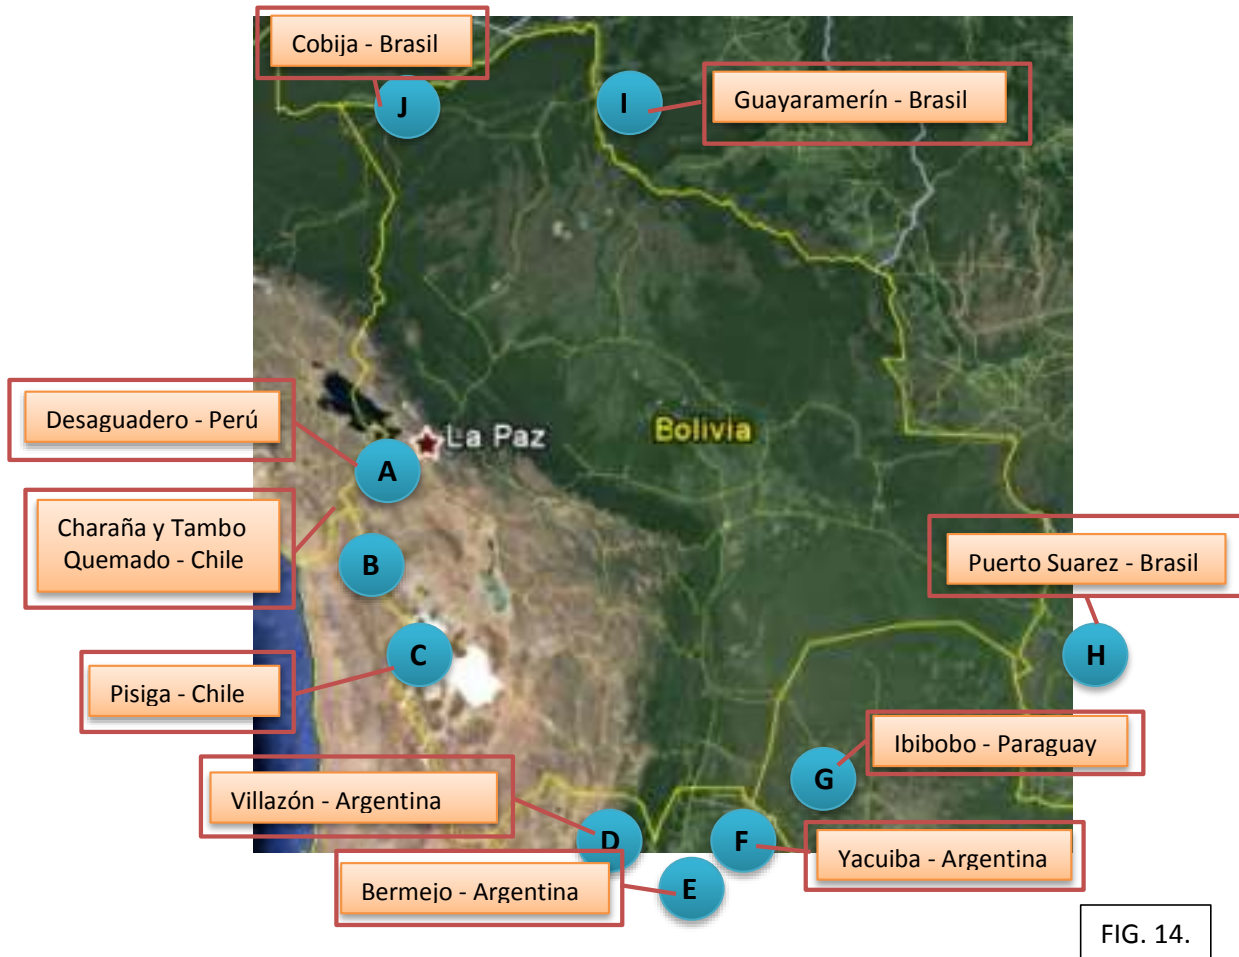 Cobija - Brasil
J
I
Guayaramerín - Brasil
Desaguadero - Perú
La Paz
Bolivia
A
Charaña y Tambo
Quemado - Chile
B
Puerto Suarez - Brasil
C
H
Pisiga - Chile
Ibibobo - Paraguay
G
Villazón - Argentina
D
F
Yacuiba - Argentina
Bermejo - Argentina
E
FIG. 14.